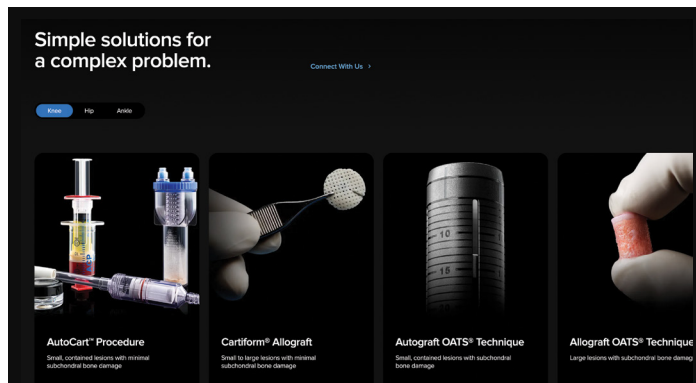 Simple solutions for
a complex problem.
Connect With Us >
Knee Hip Ankle
ACP
10
15
AutoCart™ Procedure
Small, contained lesions with minimal
subchondral bone damage
Cartiform® Allograft
Small to large lesions with minimal
subchondral bone damage
Autograft OATS® Technique
Small, contained lesions with subchondral
bone damage
Allograft OATS® Technique
Large lesions with subchondral bone damag